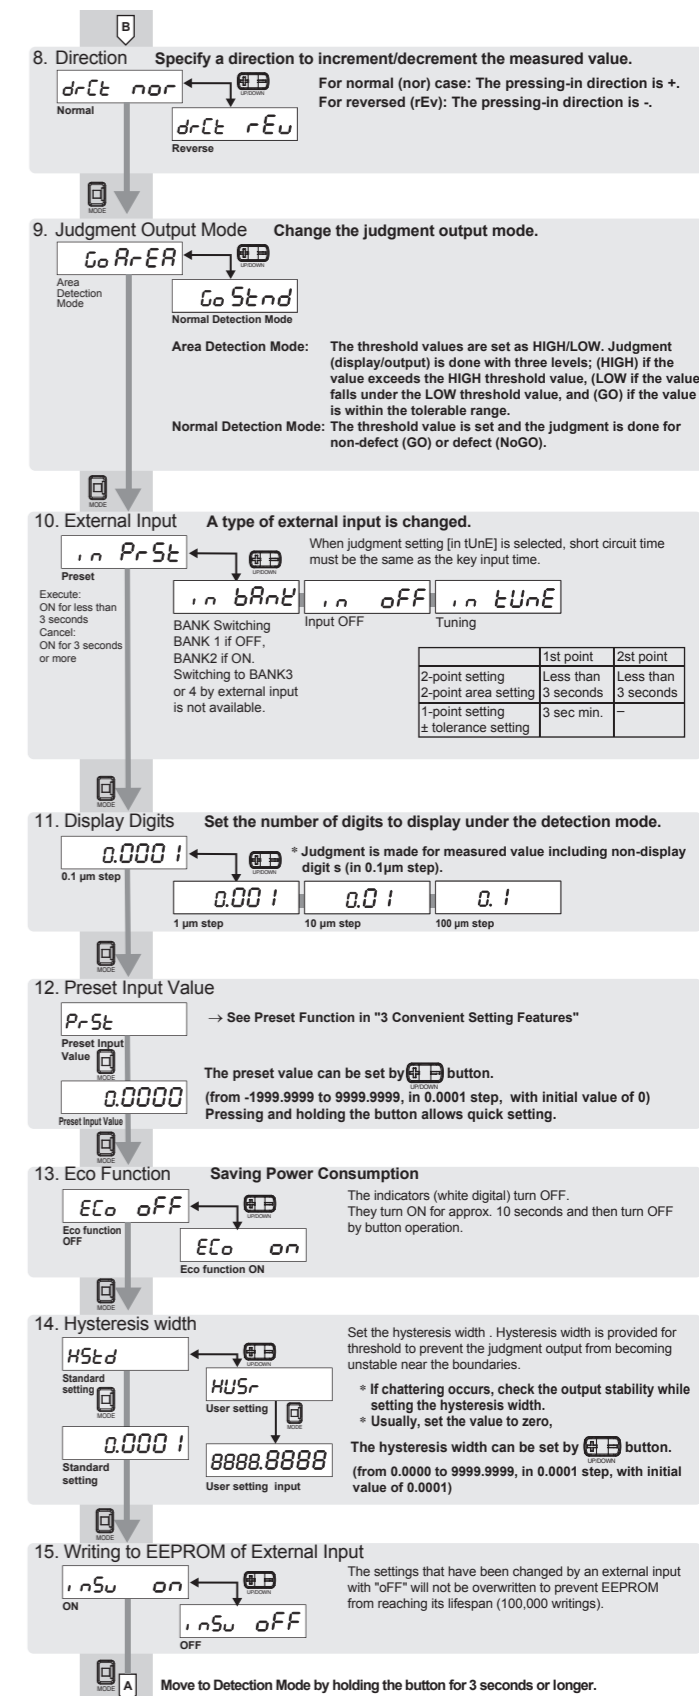 B
8. Direction Specify a direction to increment/decrement the measured value.
drCt nor
UP/DOWN
For normal (nor) case: The pressing-in direction is +.
For reversed (rEv): The pressing-in direction is -.
Normal
drCt rEv
Reverse
MODE
9. Judgment Output Mode Change the judgment output mode.
Go ArEA
UP/DOWN
Area
Detection
Mode
Go Stnd
Normal Detection Mode
Area Detection Mode: The threshold values are set as HIGH/LOW. Judgment
(display/output) is done with three levels; (HIGH) if the
value exceeds the HIGH threshold value, (LOW if the value
falls under the LOW threshold value, and (GO) if the value
is within the tolerable range.
Normal Detection Mode: The threshold value is set and the judgment is done for
non-defect (GO) or defect (NoGO).
MODE
10. External Input A type of external input is changed.
in PrSt
UP/DOWN
When judgment setting [in tUnE] is selected, short circuit time
must be the same as the key input time.
Preset
Execute:
ON for less than
3 seconds
Cancel:
ON for 3 seconds
or more
in bAnK
in oFF
in tUnE
BANK Switching
BANK 1 if OFF,
BANK2 if ON.
Switching to BANK3
or 4 by external input
is not available.
Input OFF
Tuning
1st point 2st point
2-point setting
2-point area setting
Less than
3 seconds
Less than
3 seconds
1-point setting
± tolerance setting
3 sec min.
–
MODE
11. Display Digits Set the number of digits to display under the detection mode.
0.0001
UP/DOWN
* Judgment is made for measured value including non-display
digit s (in 0.1µm step).
0.1 µm step
0.001
0.01
0.1
1 µm step
10 µm step
100 µm step
MODE
12. Preset Input Value
PrSt
→ See Preset Function in "3 Convenient Setting Features"
Preset Input
Value
MODE
The preset value can be set by button.
UP/DOWN
0.0000
(from -1999.9999 to 9999.9999, in 0.0001 step, with initial value of 0)
Pressing and holding the button allows quick setting.
Preset Input Value
MODE
13. Eco Function Saving Power Consumption
ECo oFF
UP/DOWN
The indicators (white digital) turn OFF.
They turn ON for approx. 10 seconds and then turn OFF
by button operation.
Eco function
OFF
ECo on
Eco function ON
MODE
14. Hysteresis width
HStd
UP/DOWN
Set the hysteresis width . Hysteresis width is provided for
threshold to prevent the judgment output from becoming
unstable near the boundaries.
Standard
setting
MODE
HUSr
User setting
MODE
* If chattering occurs, check the output stability while
setting the hysteresis width.
* Usually, set the value to zero,
0.0001
Standard
setting
8888.8888
User setting input
The hysteresis width can be set by button.
UP/DOWN
(from 0.0000 to 9999.9999, in 0.0001 step, with initial
value of 0.0001)
MODE
15. Writing to EEPROM of External Input
inSv on
UP/DOWN
ON
inSv oFF
OFF
The settings that have been changed by an external input
with "oFF" will not be overwritten to prevent EEPROM
from reaching its lifespan (100,000 writings).
MODE
A
Move to Detection Mode by holding the button for 3 seconds or longer.